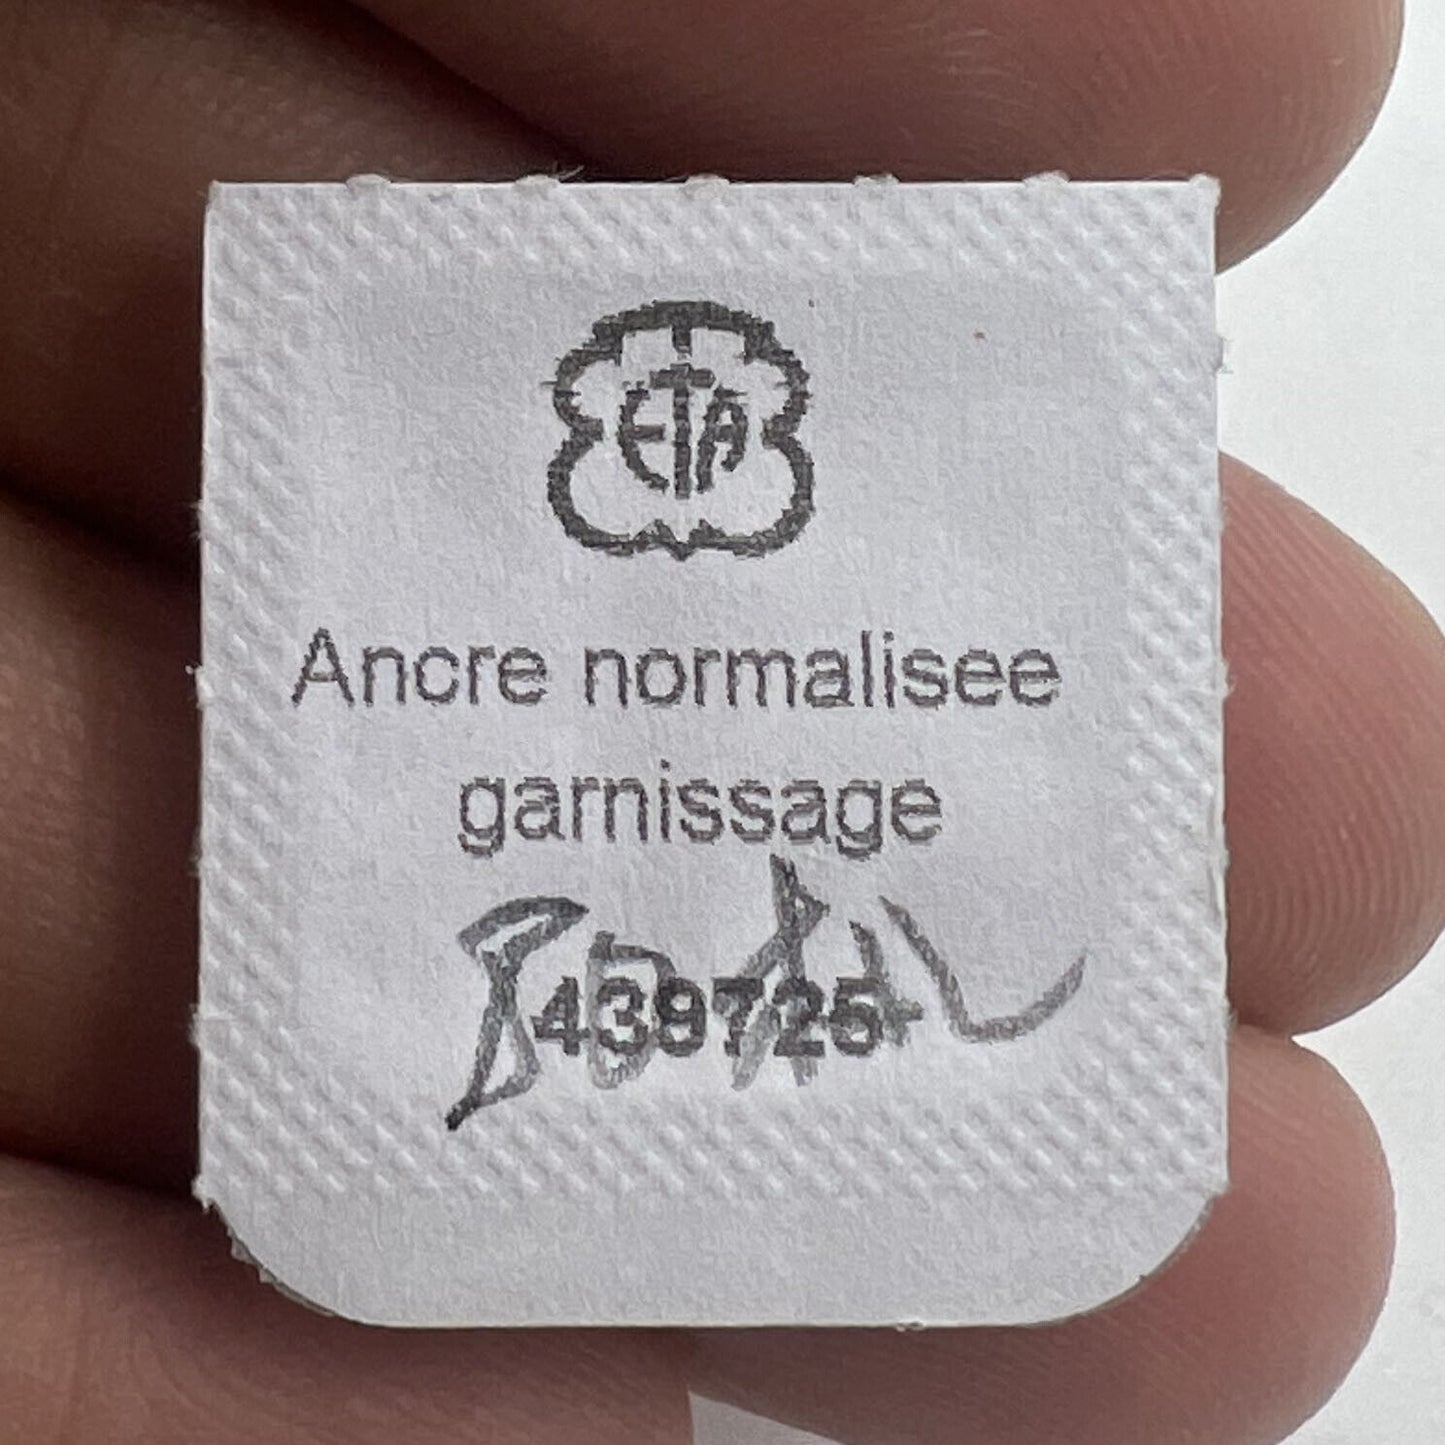 ETA
Ancre normalisee
garnissage
439725